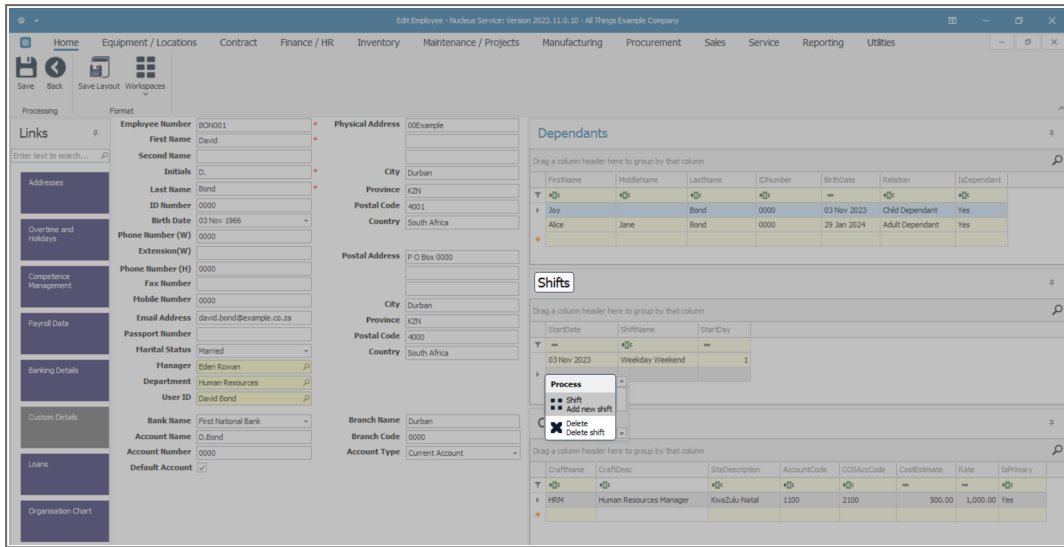 Edit Employee - Nucleus Service: Version 2023.11.0.10 - All Things Example Company
Home Equipment / Locations Contract Finance / HR Inventory Maintenance / Projects Manufacturing Procurement Sales Service Reporting Utilities
Save Back Save Layout Workspaces
Processing Format
Links
Enter text to search...
Addresses
Overtime and
Holidays
Competence
Management
Payroll Data
Banking Details
Custom Details
Loans
Organisation Chart
Employee Number BON001 *
First Name David *
Second Name
Initials D. *
Last Name Bond *
ID Number 0000
Birth Date 03 Nov 1966
Phone Number (W) 0000
Extension(W)
Phone Number (H) 0000
Fax Number
Mobile Number 0000
Email Address david.bond@example.co.za
Passport Number
Marital Status Married
Manager Eden Rowan
Department Human Resources
User ID David Bond
Bank Name First National Bank
Account Name D.Bond
Account Number 0000
Default Account
Physical Address 00Example
City Durban
Province KZN
Postal Code 4001
Country South Africa
Postal Address P O Box 0000
City Durban
Province KZN
Postal Code 4000
Country South Africa
Branch Name Durban
Branch Code 0000
Account Type Current Account
Dependants
Drag a column header here to group by that column
FirstName MiddleName LastName IDNumber BirthDate Relation IsDependant
Joy Bond 0000 03 Nov 2023 Child Dependant Yes
Alice Jane Bond 0000 29 Jan 2024 Adult Dependant Yes
Shifts
Drag a column header here to group by that column
StartDate ShiftName StartDay
03 Nov 2023 Weekday Weekend 1
Process
Shift
Add new shift
Delete
Delete shift
Drag a column header here to group by that column
CraftName CraftDesc SiteDescription AccountCode COSAccCode CostEstimate Rate IsPrimary
HRM Human Resources Manager KwaZulu-Natal 1100 2100 500.00 1,000.00 Yes